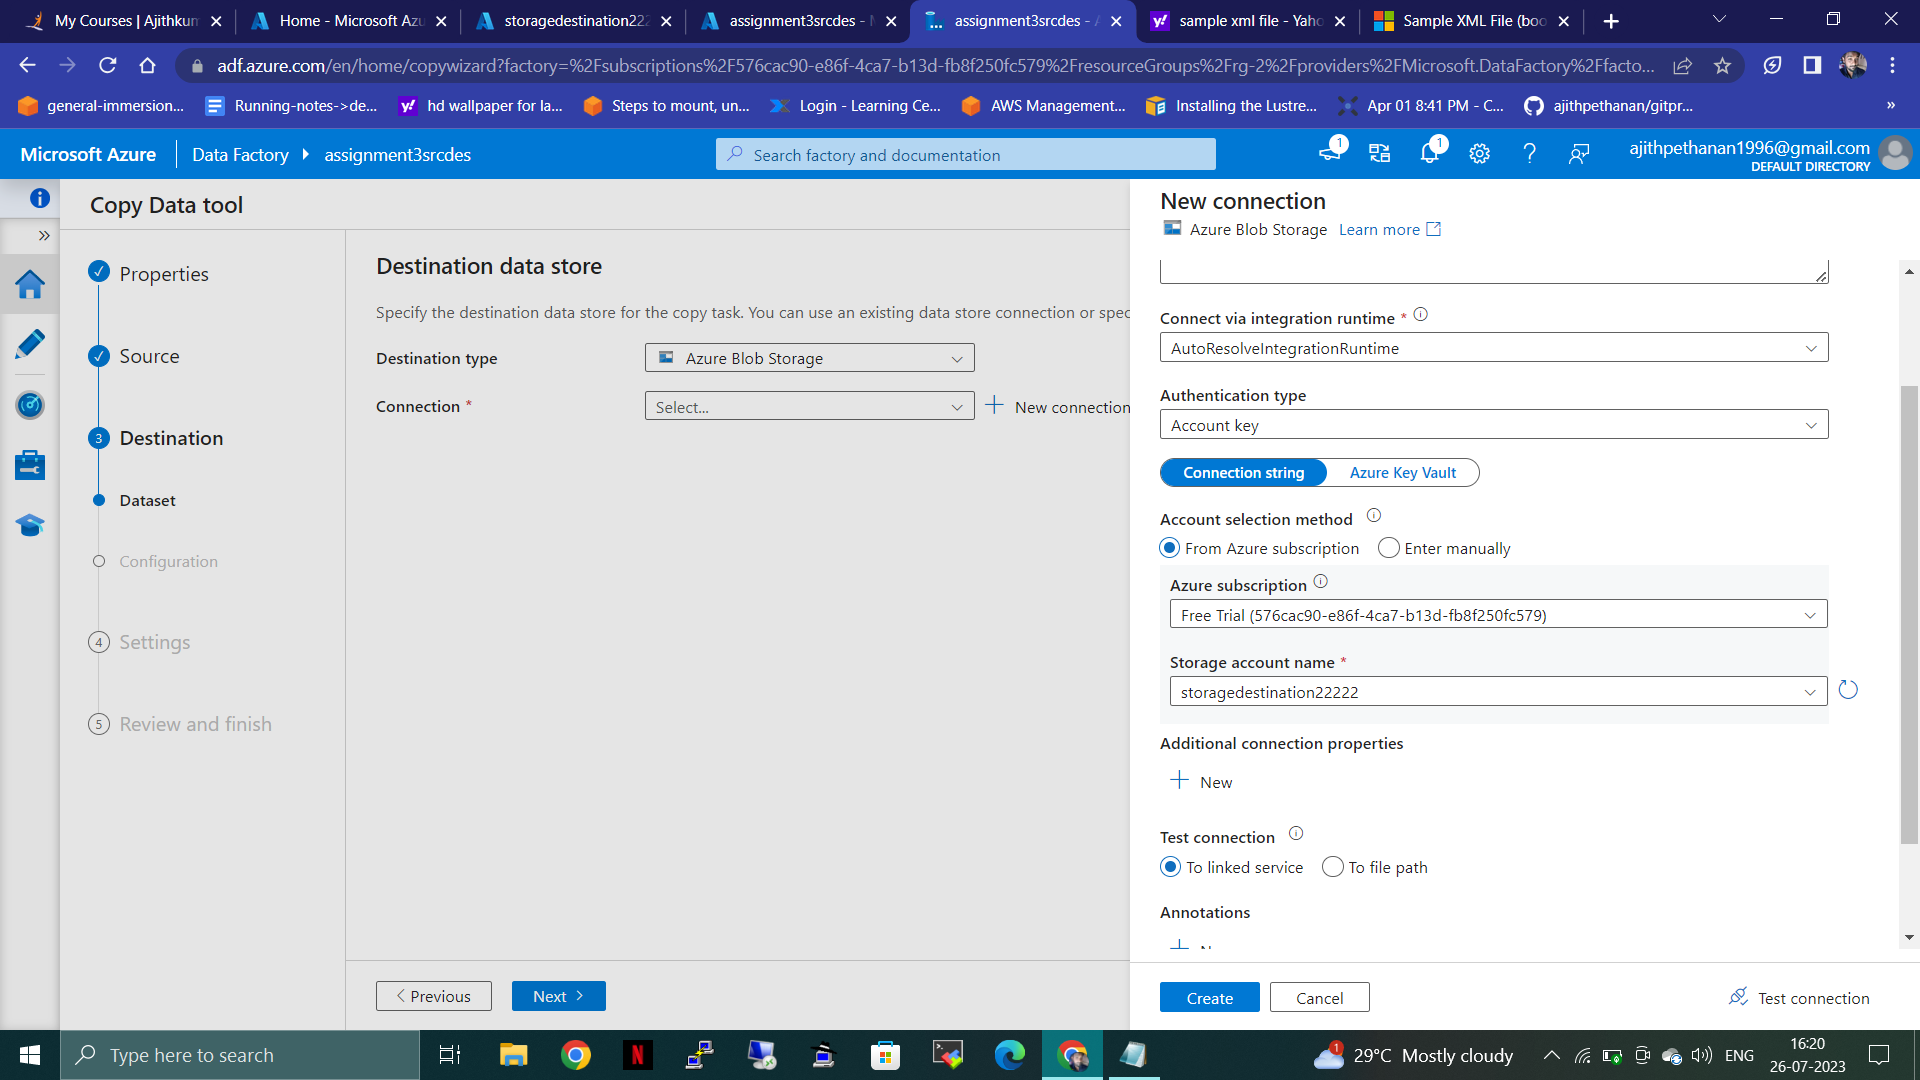 My Courses | Ajithkum
Home - Microsoft Azu
storagedestination222
assignment3srcdes - M
assignment3srcdes - A
sample xml file - Yaho
Sample XML File (boo
adf.azure.com/en/home/copywizard?factory=%2Fsubscriptions%2F576cac90-e86f-4ca7-b13d-fb8f250fc579%2FresourceGroups%2Frg-2%2Fproviders%2FMicrosoft.DataFactory%2Ffacto...
general-immersion...
Running-notes->de...
hd wallpaper for la...
Steps to mount, un...
Login - Learning Ce...
AWS Management...
Installing the Lustre...
Apr 01 8:41 PM - C...
ajithpethanan/gitpr...
»
Microsoft Azure
Data Factory
assignment3srcdes
Search factory and documentation
1
1
ajithpethanan1996@gmail.com
DEFAULT DIRECTORY
Copy Data tool
Properties
Source
3 Destination
Dataset
Configuration
4 Settings
5 Review and finish
Destination data store
Specify the destination data store for the copy task. You can use an existing data store connection or spec
Destination type
Azure Blob Storage
Connection *
Select...
New connection
Previous
Next
New connection
Azure Blob Storage Learn more
Connect via integration runtime *
AutoResolveIntegrationRuntime
Authentication type
Account key
Connection string
Azure Key Vault
Account selection method
From Azure subscription
Enter manually
Azure subscription
Free Trial (576cac90-e86f-4ca7-b13d-fb8f250fc579)
Storage account name *
storagedestination22222
Additional connection properties
New
Test connection
To linked service
To file path
Annotations
Create
Cancel
Test connection
Type here to search
1
29°C Mostly cloudy
ENG
16:20
26-07-2023